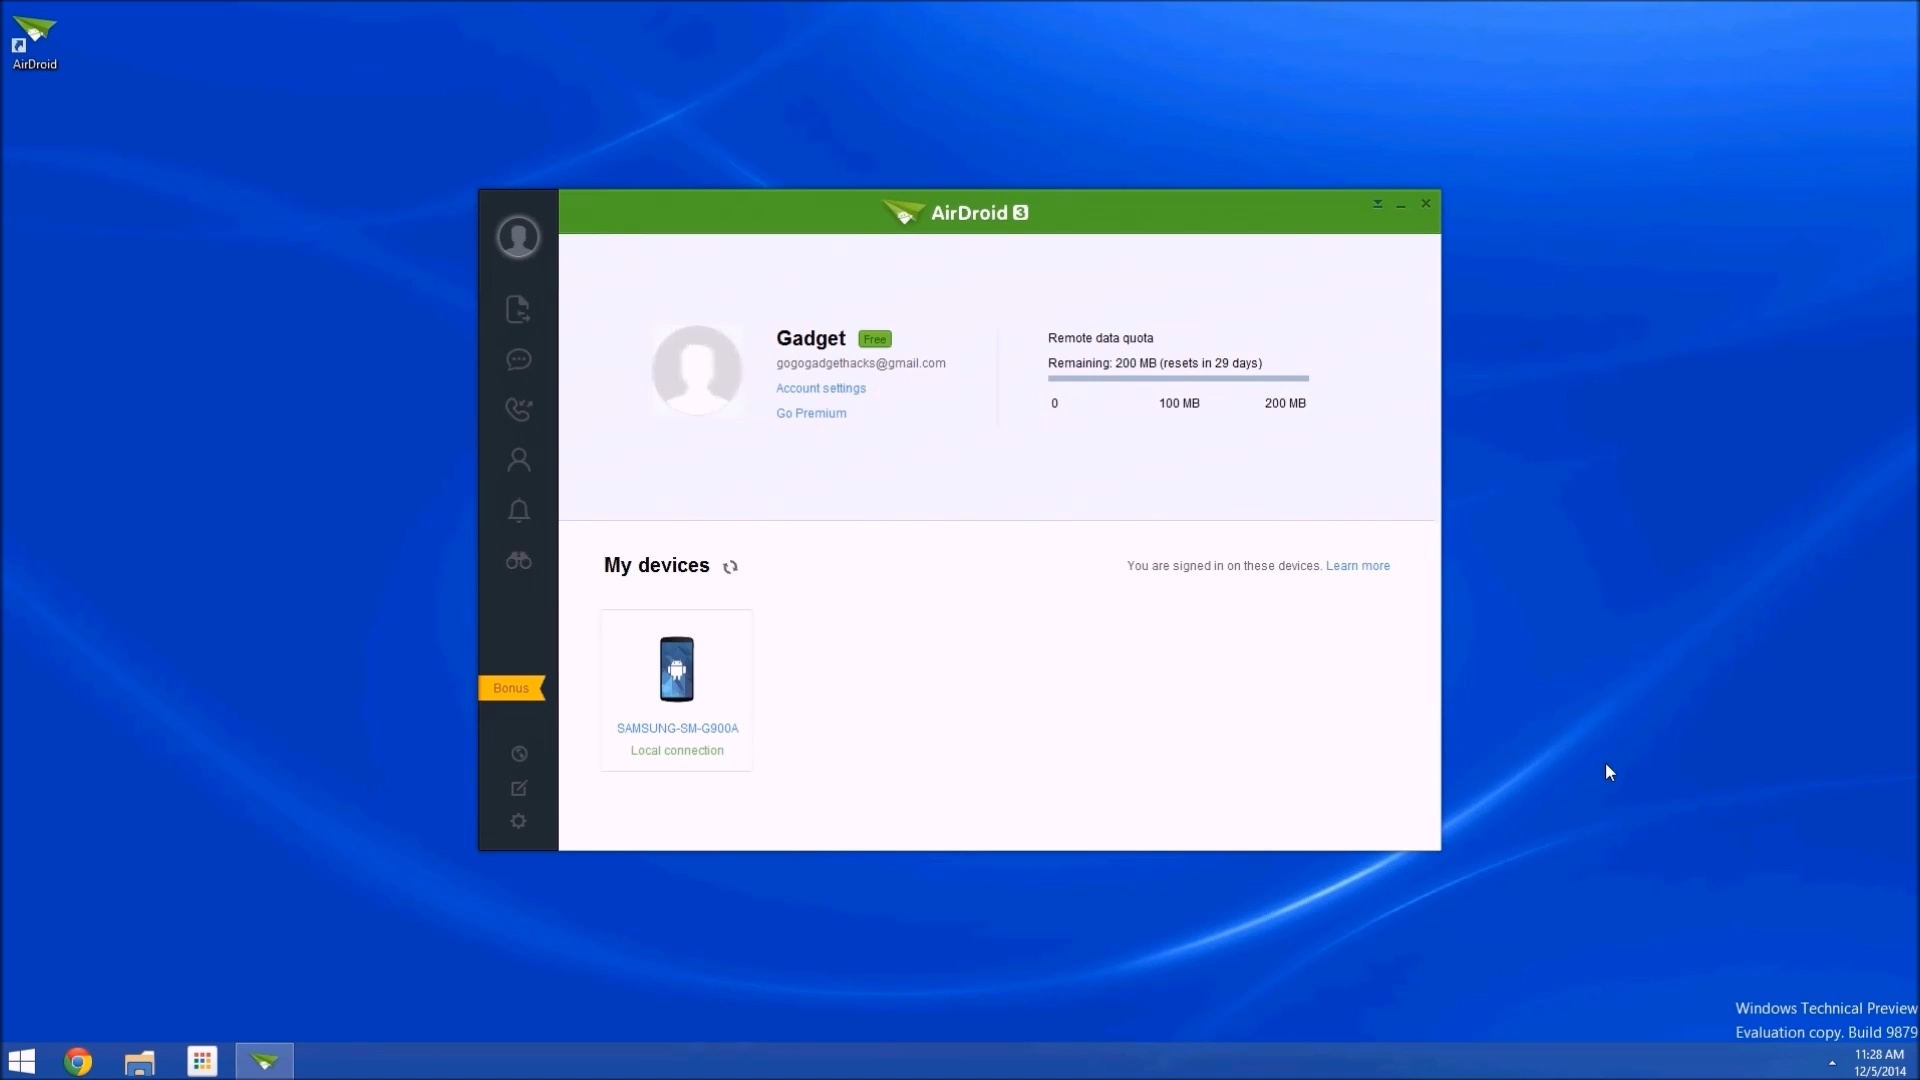 AirDroid
AirDroid 3
Gadget Free
gogogadgethacks@gmail.com
Account settings
Go Premium
Remote data quota
Remaining: 200 MB (resets in 29 days)
0 100 MB 200 MB
My devices
You are signed in on these devices. Learn more
SAMSUNG-SM-G900A
Local connection
Bonus
Windows Technical Preview
Evaluation copy. Build 9879
11:28 AM
12/5/2014